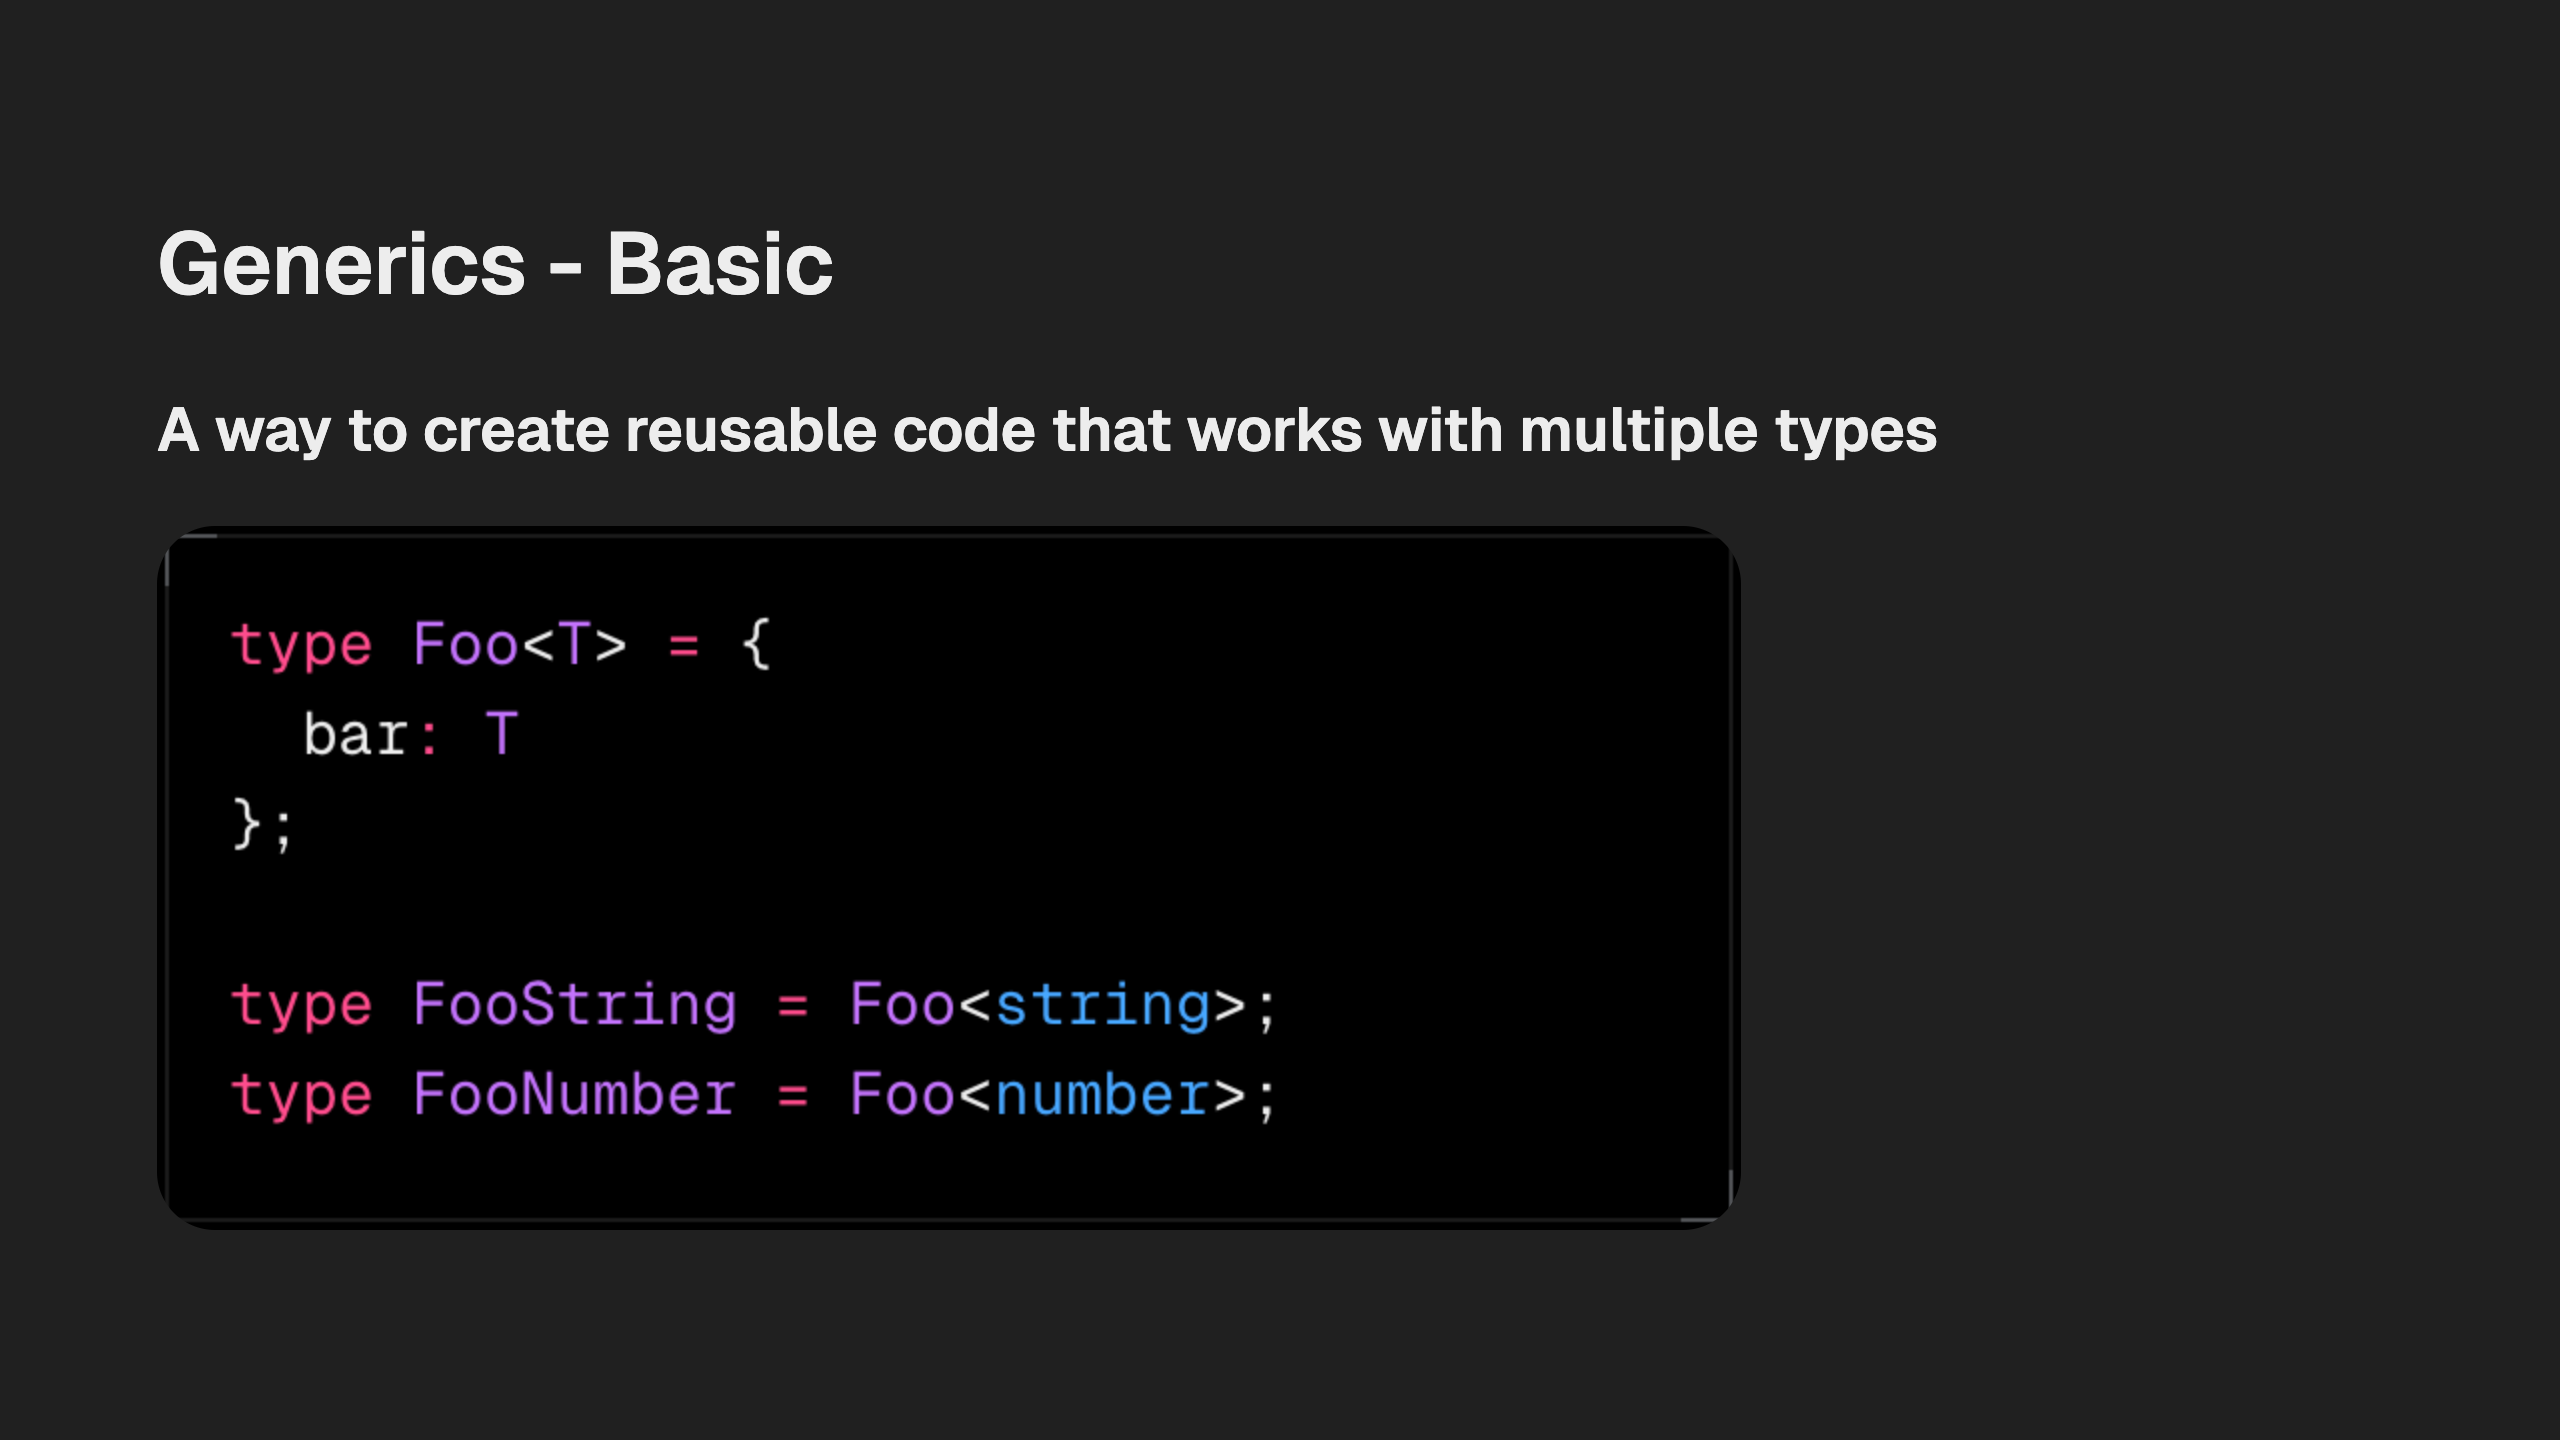 Generics - Basic
A way to create reusable code that works with multiple types
type Foo<T> = {
  bar: T
};
type FooString = Foo<string>;
type FooNumber = Foo<number>;